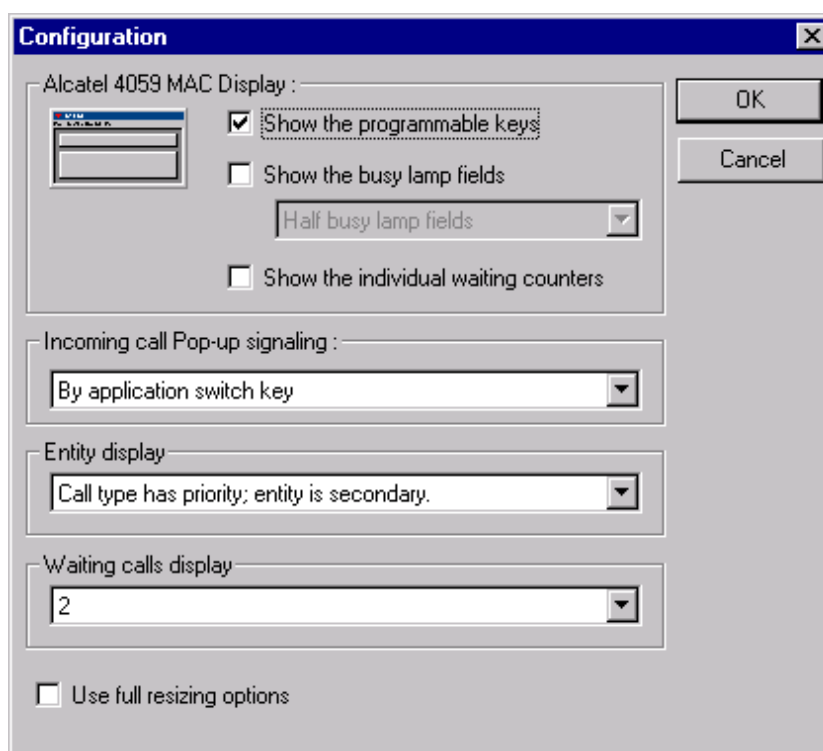 Configuration
Alcatel 4059 MAC Display :
Show the programmable keys
Show the busy lamp fields
Half busy lamp fields
Show the individual waiting counters
OK
Cancel
Incoming call Pop-up signaling :
By application switch key
Entity display
Call type has priority; entity is secondary.
Waiting calls display
2
Use full resizing options